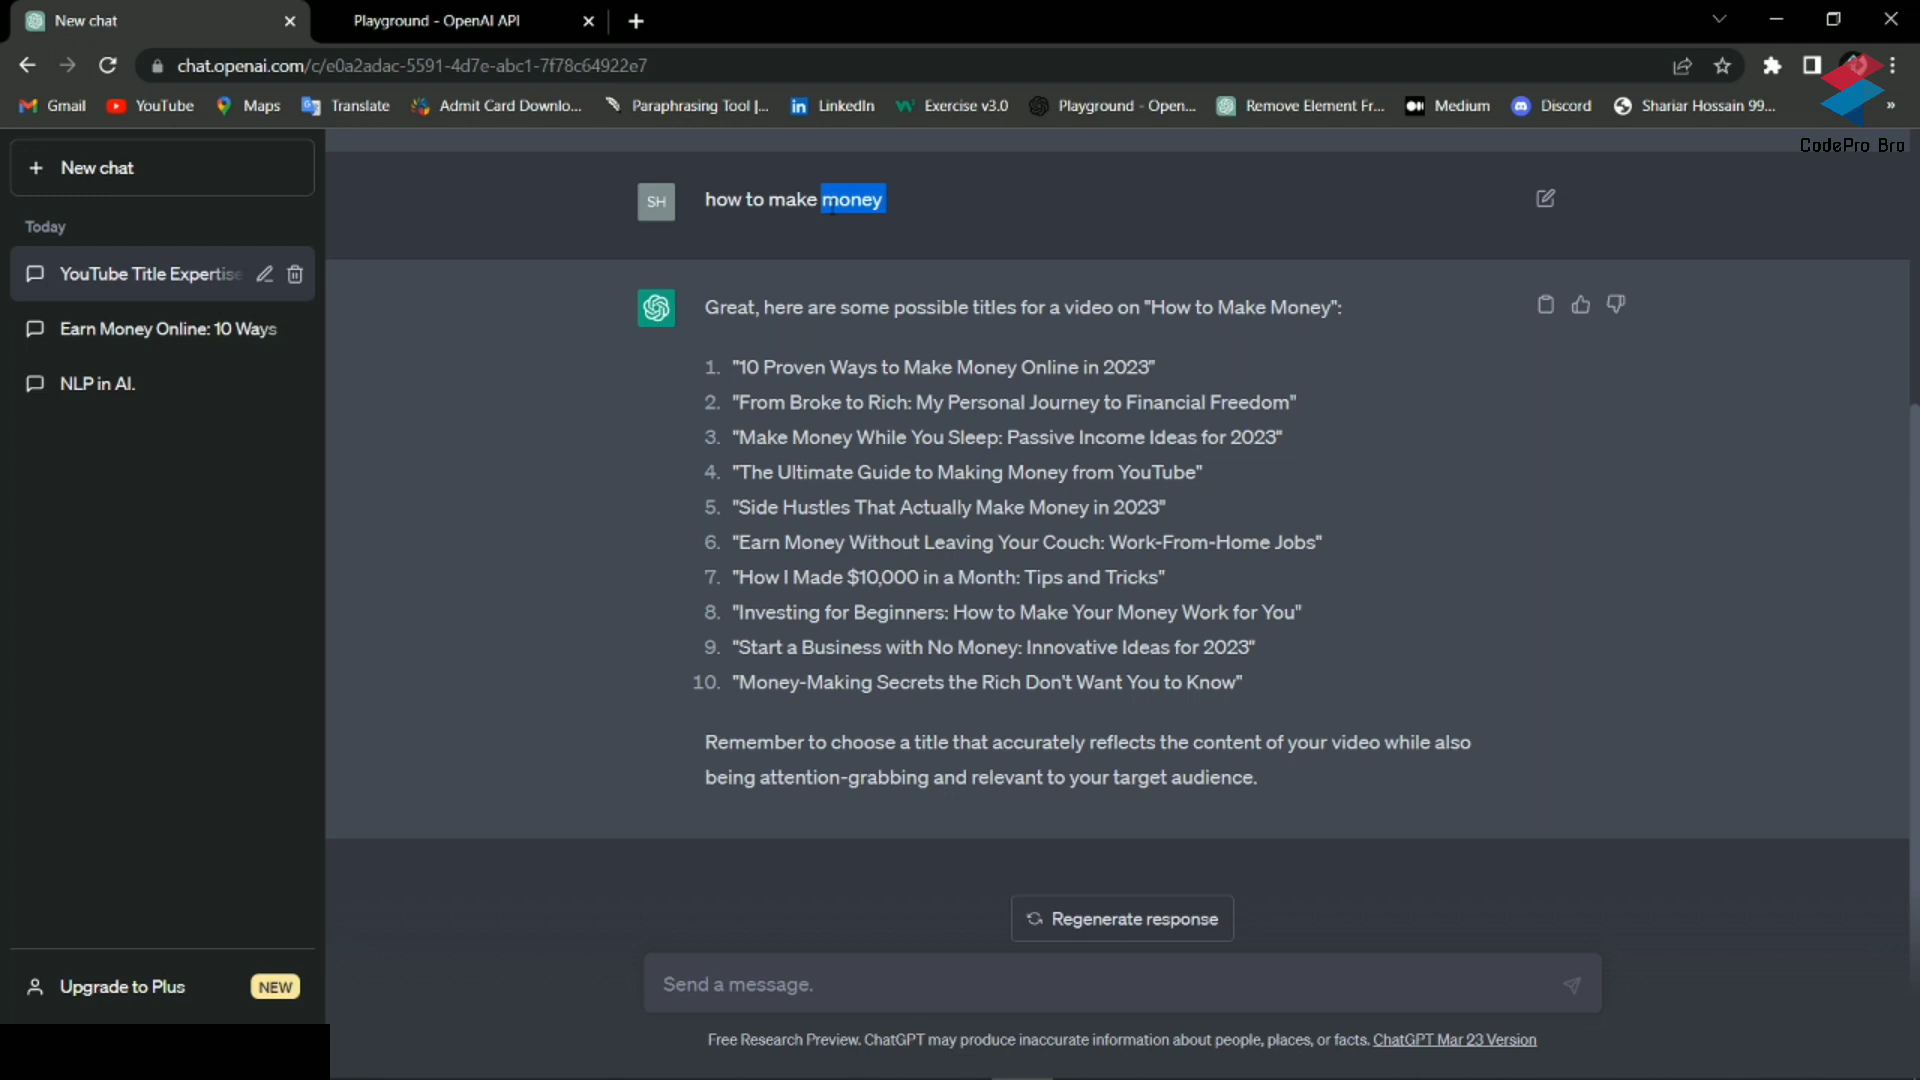 New chat
Playground - OpenAI API
chat.openai.com/c/e0a2adac-5591-4d7e-abc1-7f78c64922e7
Gmail
YouTube
Maps
Translate
Admit Card Downlo...
Paraphrasing Tool |...
LinkedIn
Exercise v3.0
Playground - Open...
Remove Element Fr...
Medium
Discord
Shariar Hossain 99...
»
CodePro Bro
+ New chat
Today
YouTube Title Expertise
Earn Money Online: 10 Ways
NLP in AI.
SH
how to make money
Great, here are some possible titles for a video on "How to Make Money":
1. "10 Proven Ways to Make Money Online in 2023"
2. "From Broke to Rich: My Personal Journey to Financial Freedom"
3. "Make Money While You Sleep: Passive Income Ideas for 2023"
4. "The Ultimate Guide to Making Money from YouTube"
5. "Side Hustles That Actually Make Money in 2023"
6. "Earn Money Without Leaving Your Couch: Work-From-Home Jobs"
7. "How I Made $10,000 in a Month: Tips and Tricks"
8. "Investing for Beginners: How to Make Your Money Work for You"
9. "Start a Business with No Money: Innovative Ideas for 2023"
10. "Money-Making Secrets the Rich Don't Want You to Know"
Remember to choose a title that accurately reflects the content of your video while also
being attention-grabbing and relevant to your target audience.
Regenerate response
Upgrade to Plus
NEW
Send a message.
Free Research Preview. ChatGPT may produce inaccurate information about people, places, or facts. ChatGPT Mar 23 Version